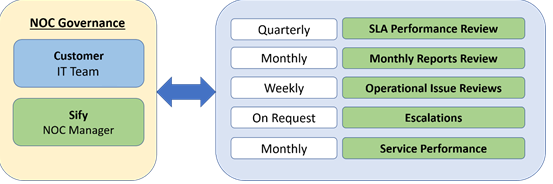 NOC Governance
Customer
IT Team
Sify
NOC Manager
Quarterly SLA Performance Review
Monthly Monthly Reports Review
Weekly Operational Issue Reviews
On Request Escalations
Monthly Service Performance